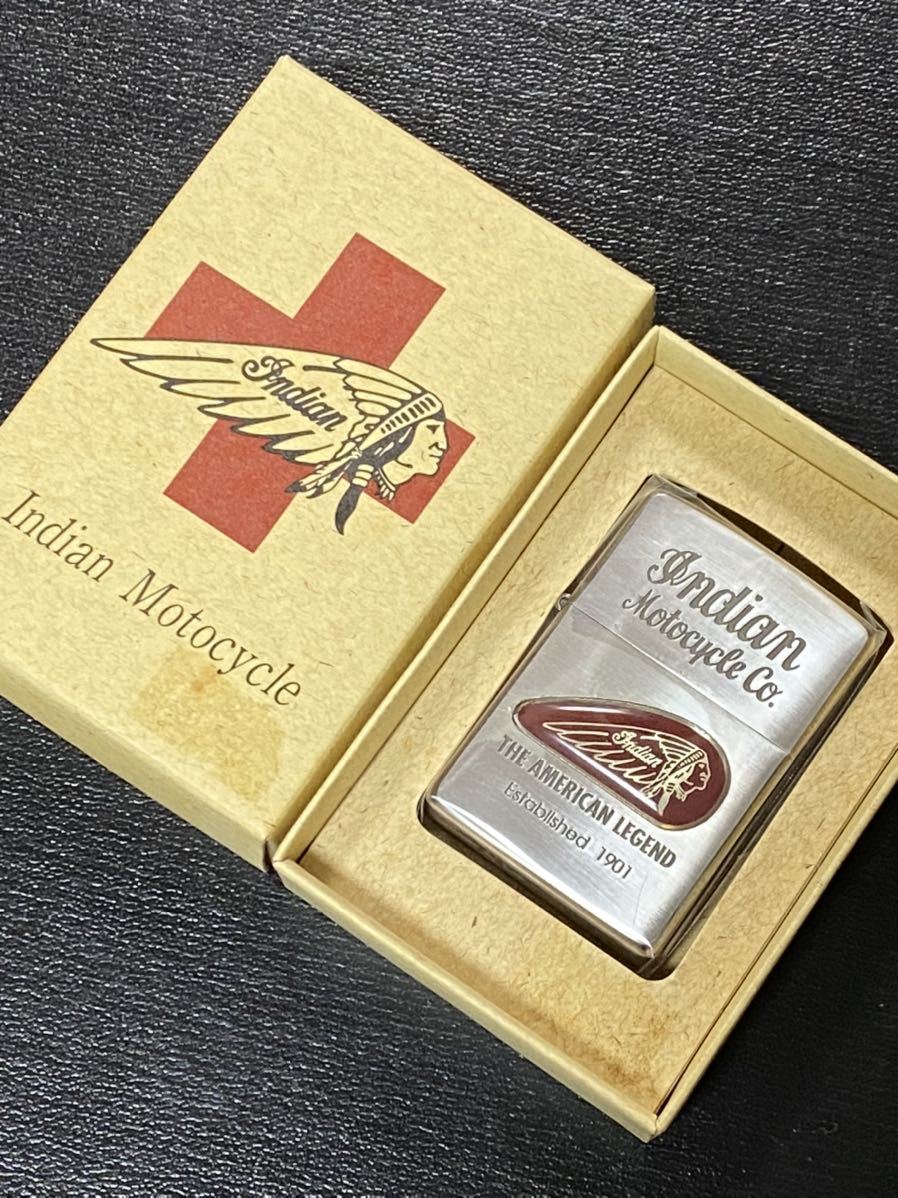 Indian
Indian Motocycle
Indian
Motocycle Co.
Indian
THE AMERICAN LEGEND
Established 1901